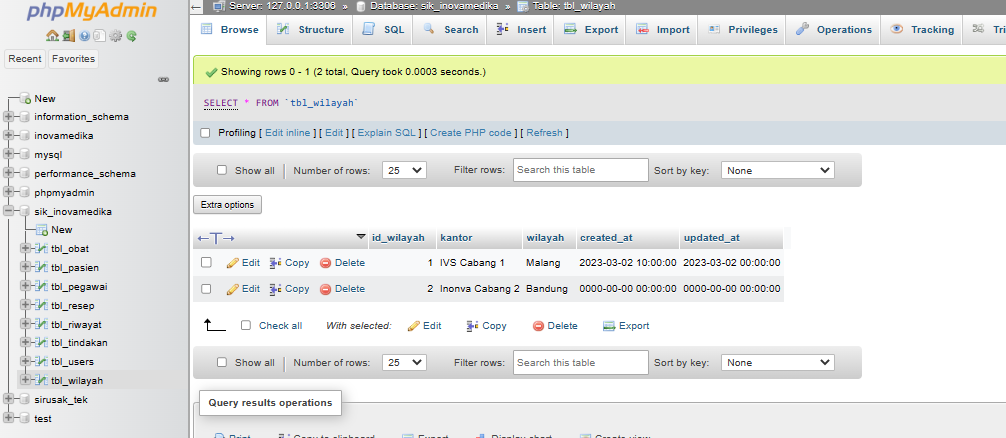 phpMyAdmin
Recent Favorites
New
information_schema
inovamedika
mysql
performance_schema
phpmyadmin
sik_inovamedika
New
tbl_obat
tbl_pasien
tbl_pegawai
tbl_resep
tbl_riwayat
tbl_tindakan
tbl_users
tbl_wilayah
sirusak_tek
test
Server: 127.0.0.1:3306 » Database: sik_inovamedika » Table: tbl_wilayah
Browse Structure SQL Search Insert Export Import Privileges Operations Tracking Tri
Showing rows 0 - 1 (2 total, Query took 0.0003 seconds.)
SELECT * FROM `tbl_wilayah`
Profiling [ Edit inline ] [ Edit ] [ Explain SQL ] [ Create PHP code ] [ Refresh ]
Show all Number of rows: 25 Filter rows: Search this table Sort by key: None
Extra options
←T→ id_wilayah kantor wilayah created_at updated_at
Edit Copy Delete 1 IVS Cabang 1 Malang 2023-03-02 10:00:00 2023-03-02 00:00:00
Edit Copy Delete 2 Inonva Cabang 2 Bandung 0000-00-00 00:00:00 0000-00-00 00:00:00
Check all With selected: Edit Copy Delete Export
Show all Number of rows: 25 Filter rows: Search this table Sort by key: None
Query results operations
Print Copy to clipboard Export Display chart Create view